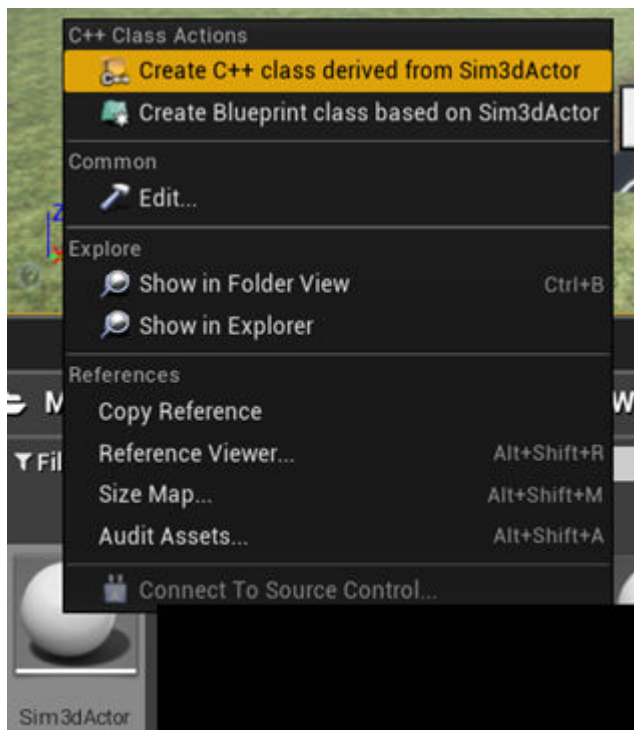 C++ Class Actions
Create C++ class derived from Sim3dActor
Create Blueprint class based on Sim3dActor
Common
Edit...
Z
Explore
Show in Folder View Ctrl+B
Show in Explorer
References
M
W
Copy Reference
Fil
Reference Viewer... Alt+Shift+R
Size Map... Alt+Shift+M
Audit Assets... Alt+Shift+A
Connect To Source Control...
Sim3dActor